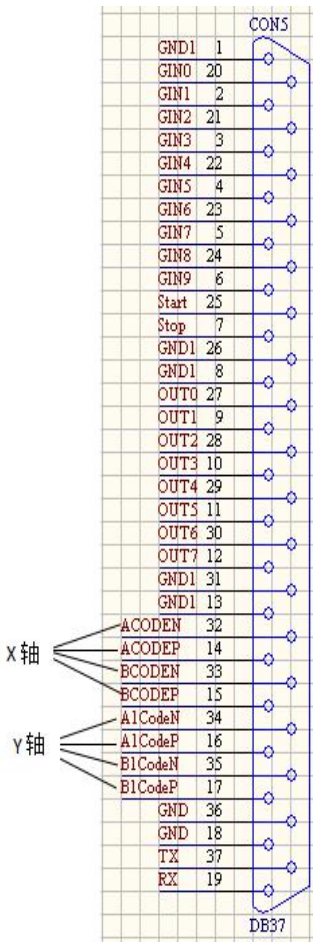 CON5
GND1 1
GIN0 20
GIN1 2
GIN2 21
GIN3 3
GIN4 22
GIN5 4
GIN6 23
GIN7 5
GIN8 24
GIN9 6
Start 25
Stop 7
GND1 26
GND1 8
OUT0 27
OUT1 9
OUT2 28
OUT3 10
OUT4 29
OUT5 11
OUT6 30
OUT7 12
GND1 31
GND1 13
ACODEN 32
X轴 ACODEP 14
BCODEN 33
BCODEP 15
A1CodeN 34
Y轴 A1CodeP 16
B1CodeN 35
B1CodeP 17
GND 36
GND 18
TX 37
RX 19
DB37